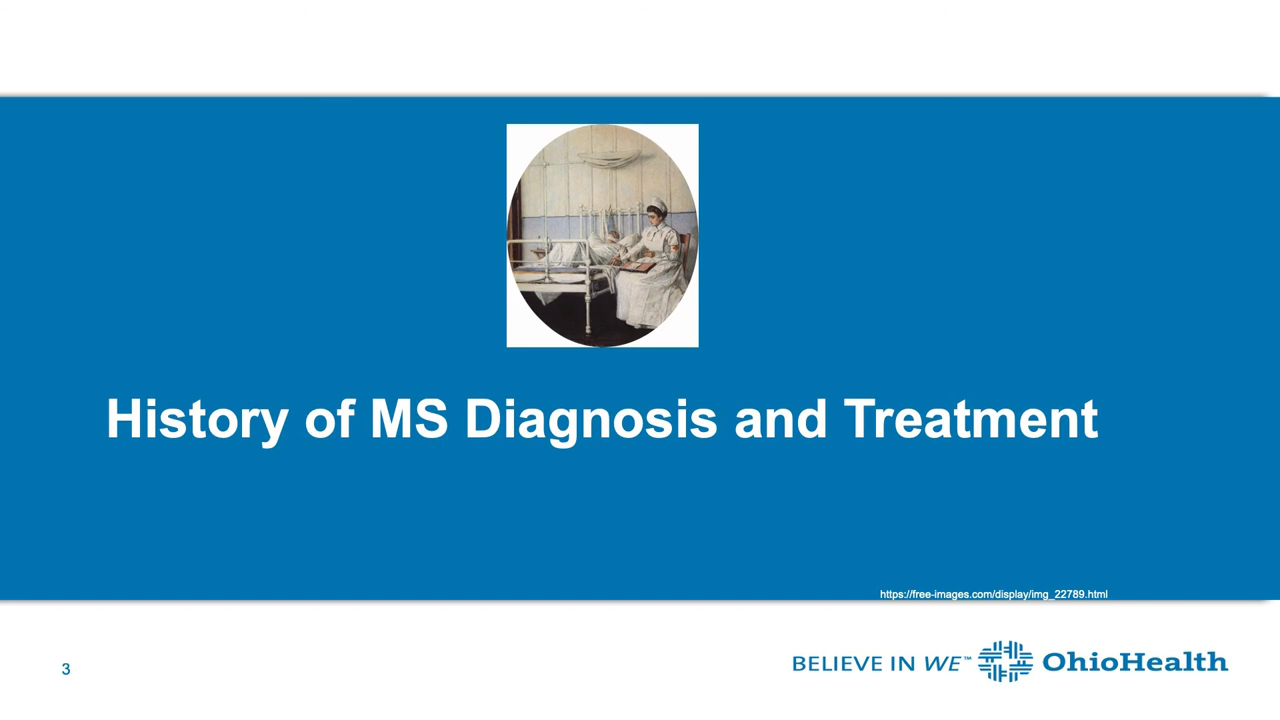 History of MS Diagnosis and Treatment
https://free-images.com/display/img_22789.html
3
BELIEVE IN WE™ OhioHealth